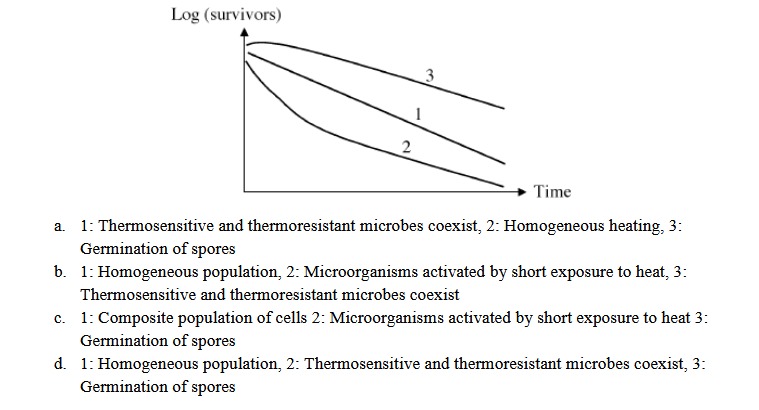 Log (survivors)
3
1
2
Time
a. 1: Thermosensitive and thermoresistant microbes coexist, 2: Homogeneous heating, 3:
Germination of spores
b. 1: Homogeneous population, 2: Microorganisms activated by short exposure to heat, 3:
Thermosensitive and thermoresistant microbes coexist
c. 1: Composite population of cells 2: Microorganisms activated by short exposure to heat 3:
Germination of spores
d. 1: Homogeneous population, 2: Thermosensitive and thermoresistant microbes coexist, 3:
Germination of spores